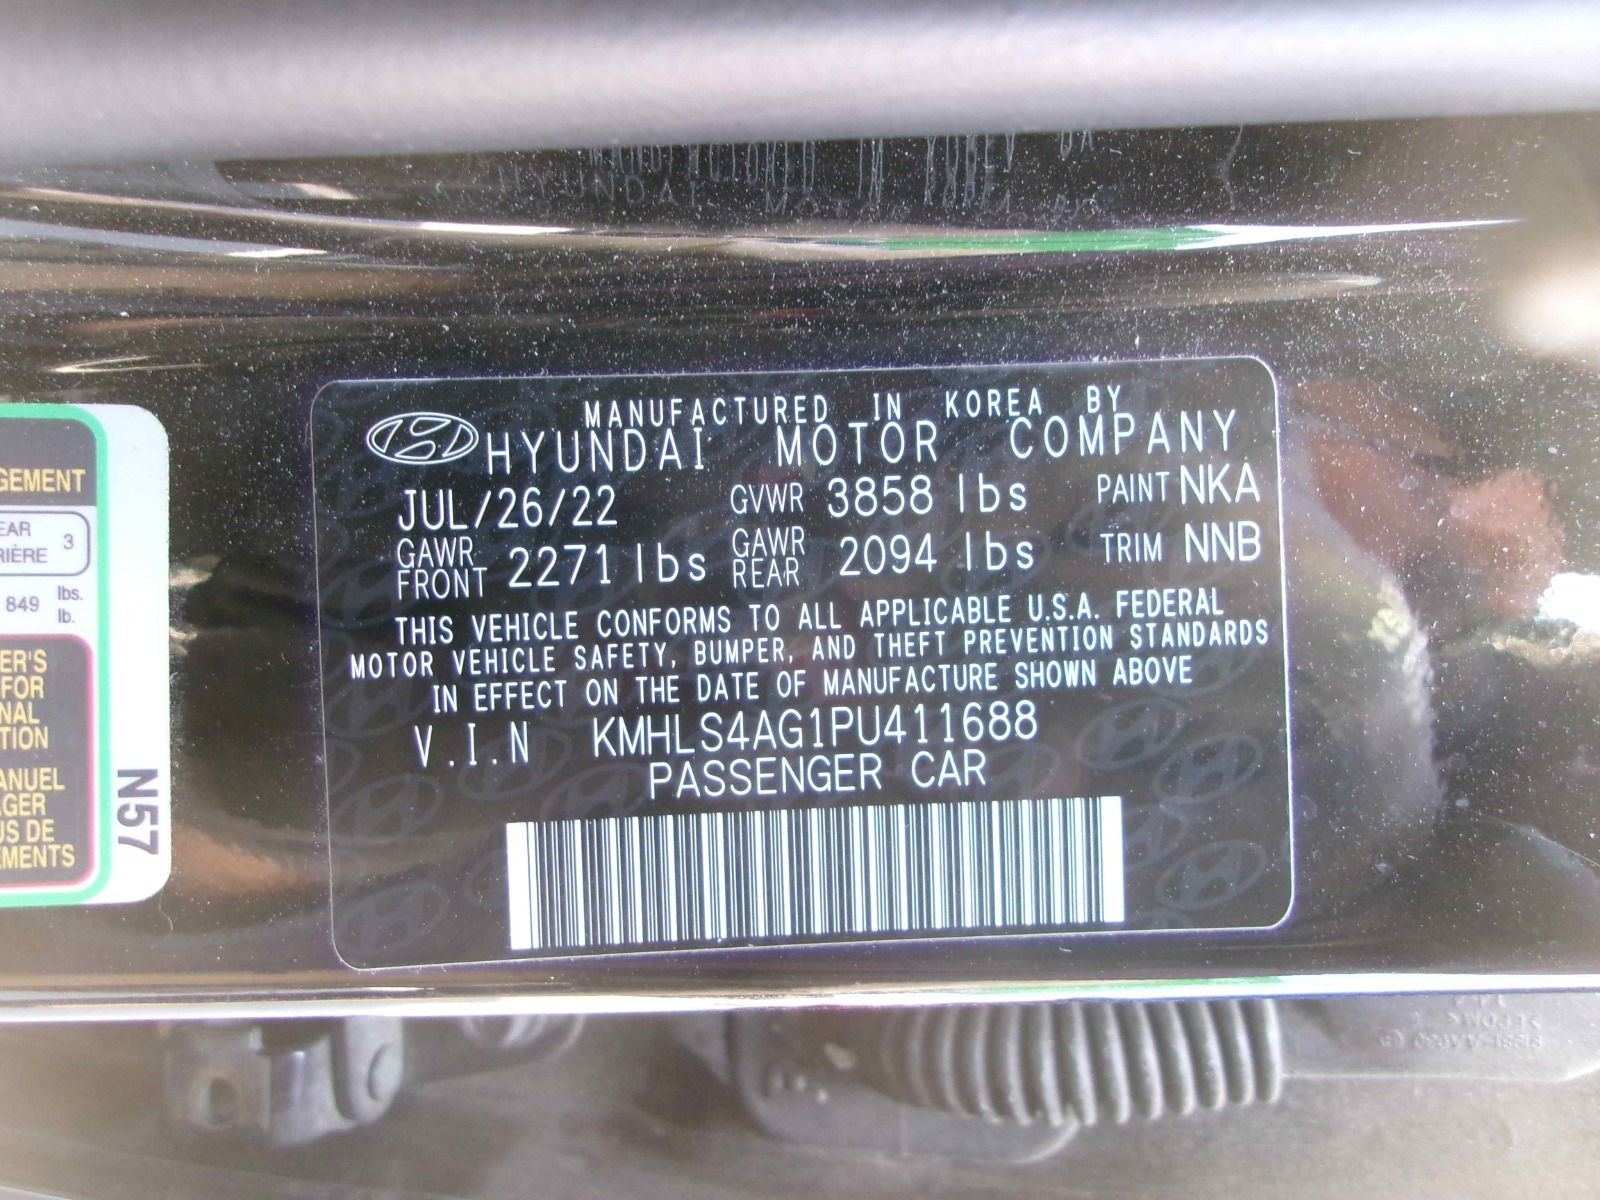 MANUFACTURED IN KOREA BY
HYUNDAI MOTOR COMPANY
JUL/26/22 GVWR 3858 lbs PAINT NKA
GAWR FRONT 2271 lbs GAWR REAR 2094 lbs TRIM NNB
THIS VEHICLE CONFORMS TO ALL APPLICABLE U.S.A. FEDERAL
MOTOR VEHICLE SAFETY, BUMPER, AND THEFT PREVENTION STANDARDS
IN EFFECT ON THE DATE OF MANUFACTURE SHOWN ABOVE
V.I.N KMHLS4AG1PU411688
PASSENGER CAR
GEMENT
EAR 3
RIÈRE
849 lbs.
lb.
ER'S
FOR
NAL
TION
ANUEL
AGER
US DE
EMENTS
N57